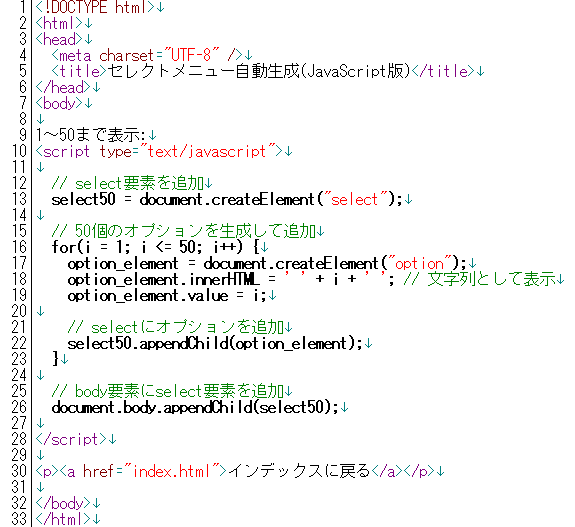 1 <!DOCTYPE html>↓
2 <html>↓
3 <head>↓
4   <meta charset="UTF-8" />↓
5   <title>セレクトメニュー自動生成(JavaScript版)</title>↓
6 </head>↓
7 <body>↓
8 ↓
9 1～50まで表示:↓
10 <script type="text/javascript">↓
11 ↓
12   // select要素を追加↓
13   select50 = document.createElement("select");↓
14 ↓
15   // 50個のオプションを生成して追加↓
16   for(i = 1; i <= 50; i++) {↓
17     option_element = document.createElement("option");↓
18     option_element.innerHTML = ' ' + i + ' '; // 文字列として表示↓
19     option_element.value = i;↓
20 ↓
21     // selectにオプションを追加↓
22     select50.appendChild(option_element);↓
23   }↓
24 ↓
25   // body要素にselect要素を追加↓
26   document.body.appendChild(select50);↓
27 ↓
28 </script>↓
29 ↓
30 <p><a href="index.html">インデックスに戻る</a></p>↓
31 ↓
32 </body>↓
33 </html>↓